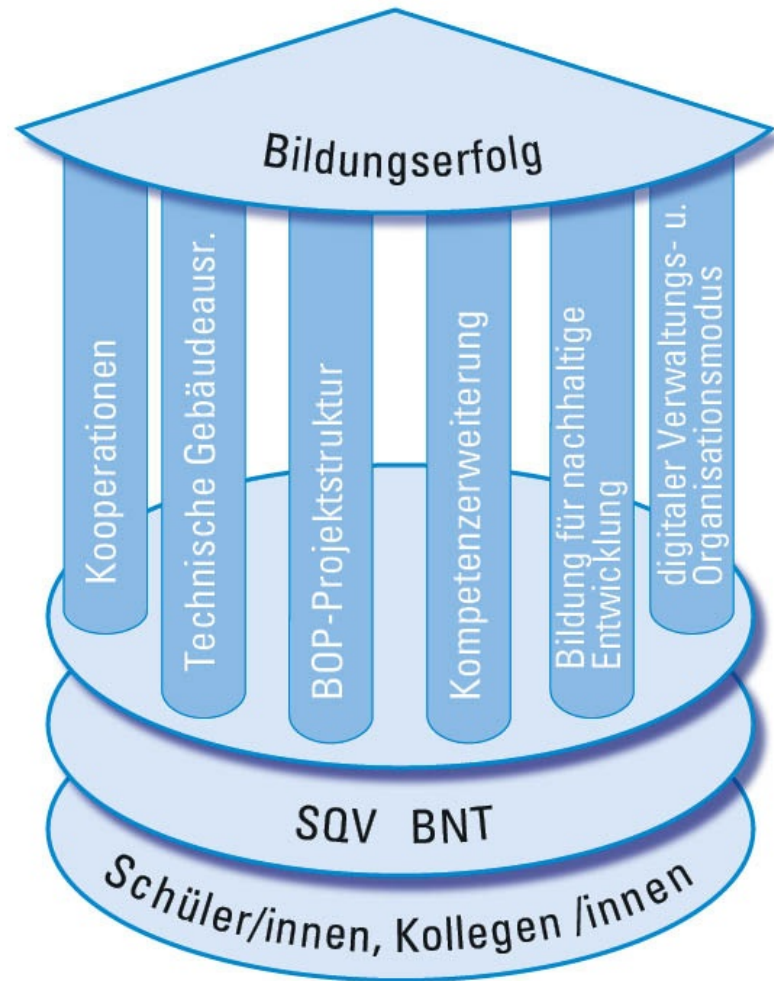 Bildungserfolg
Kooperationen
Technische Gebäudeausr.
BOP-Projektstruktur
Kompetenzerweiterung
Bildung für nachhaltige
Entwicklung
digitaler Verwaltungs- u.
Organisationsmodus
SQV BNT
Schüler/innen, Kollegen /innen